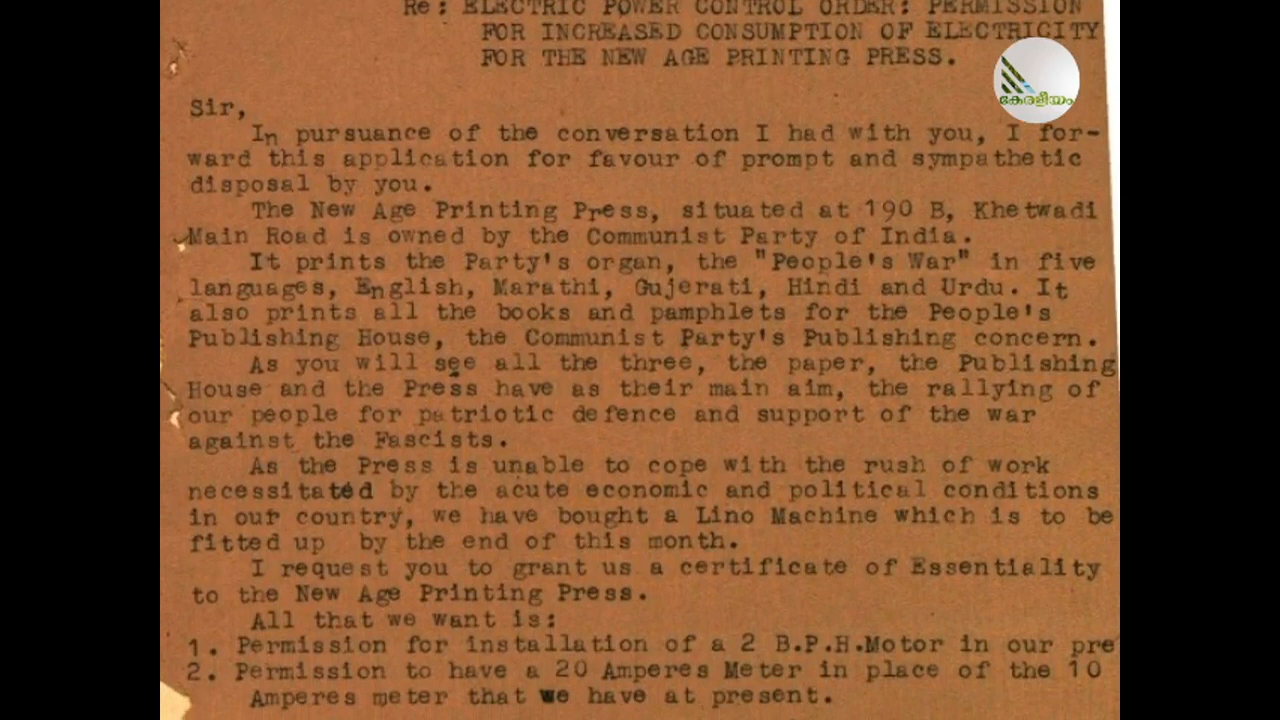 Re: ELECTRIC POWER CONTROL ORDER: PERMISSION
FOR INCREASED CONSUMPTION OF ELECTRICITY
FOR THE NEW AGE PRINTING PRESS.
കേരളീയം
Sir,
In pursuance of the conversation I had with you, I for-
ward this application for favour of prompt and sympathetic
disposal by you.
The New Age Printing Press, situated at 190 B, Khetwadi
Main Road is owned by the Communist Party of India.
It prints the Party's organ, the "People's War" in five
languages, English, Marathi, Gujerati, Hindi and Urdu. It
also prints all the books and pamphlets for the People's
Publishing House, the Communist Party's Publishing concern.
As you will see all the three, the paper, the Publishing
House and the Press have as their main aim, the rallying of
our people for patriotic defence and support of the war
against the Fascists.
As the Press is unable to cope with the rush of work
necessitated by the acute economic and political conditions
in our country, we have bought a Lino Machine which is to be
fitted up by the end of this month.
I request you to grant us a certificate of Essentiality
to the New Age Printing Press.
All that we want is:
1. Permission for installation of a 2 B.P.H.Motor in our pre
2. Permission to have a 20 Amperes Meter in place of the 10
Amperes meter that we have at present.